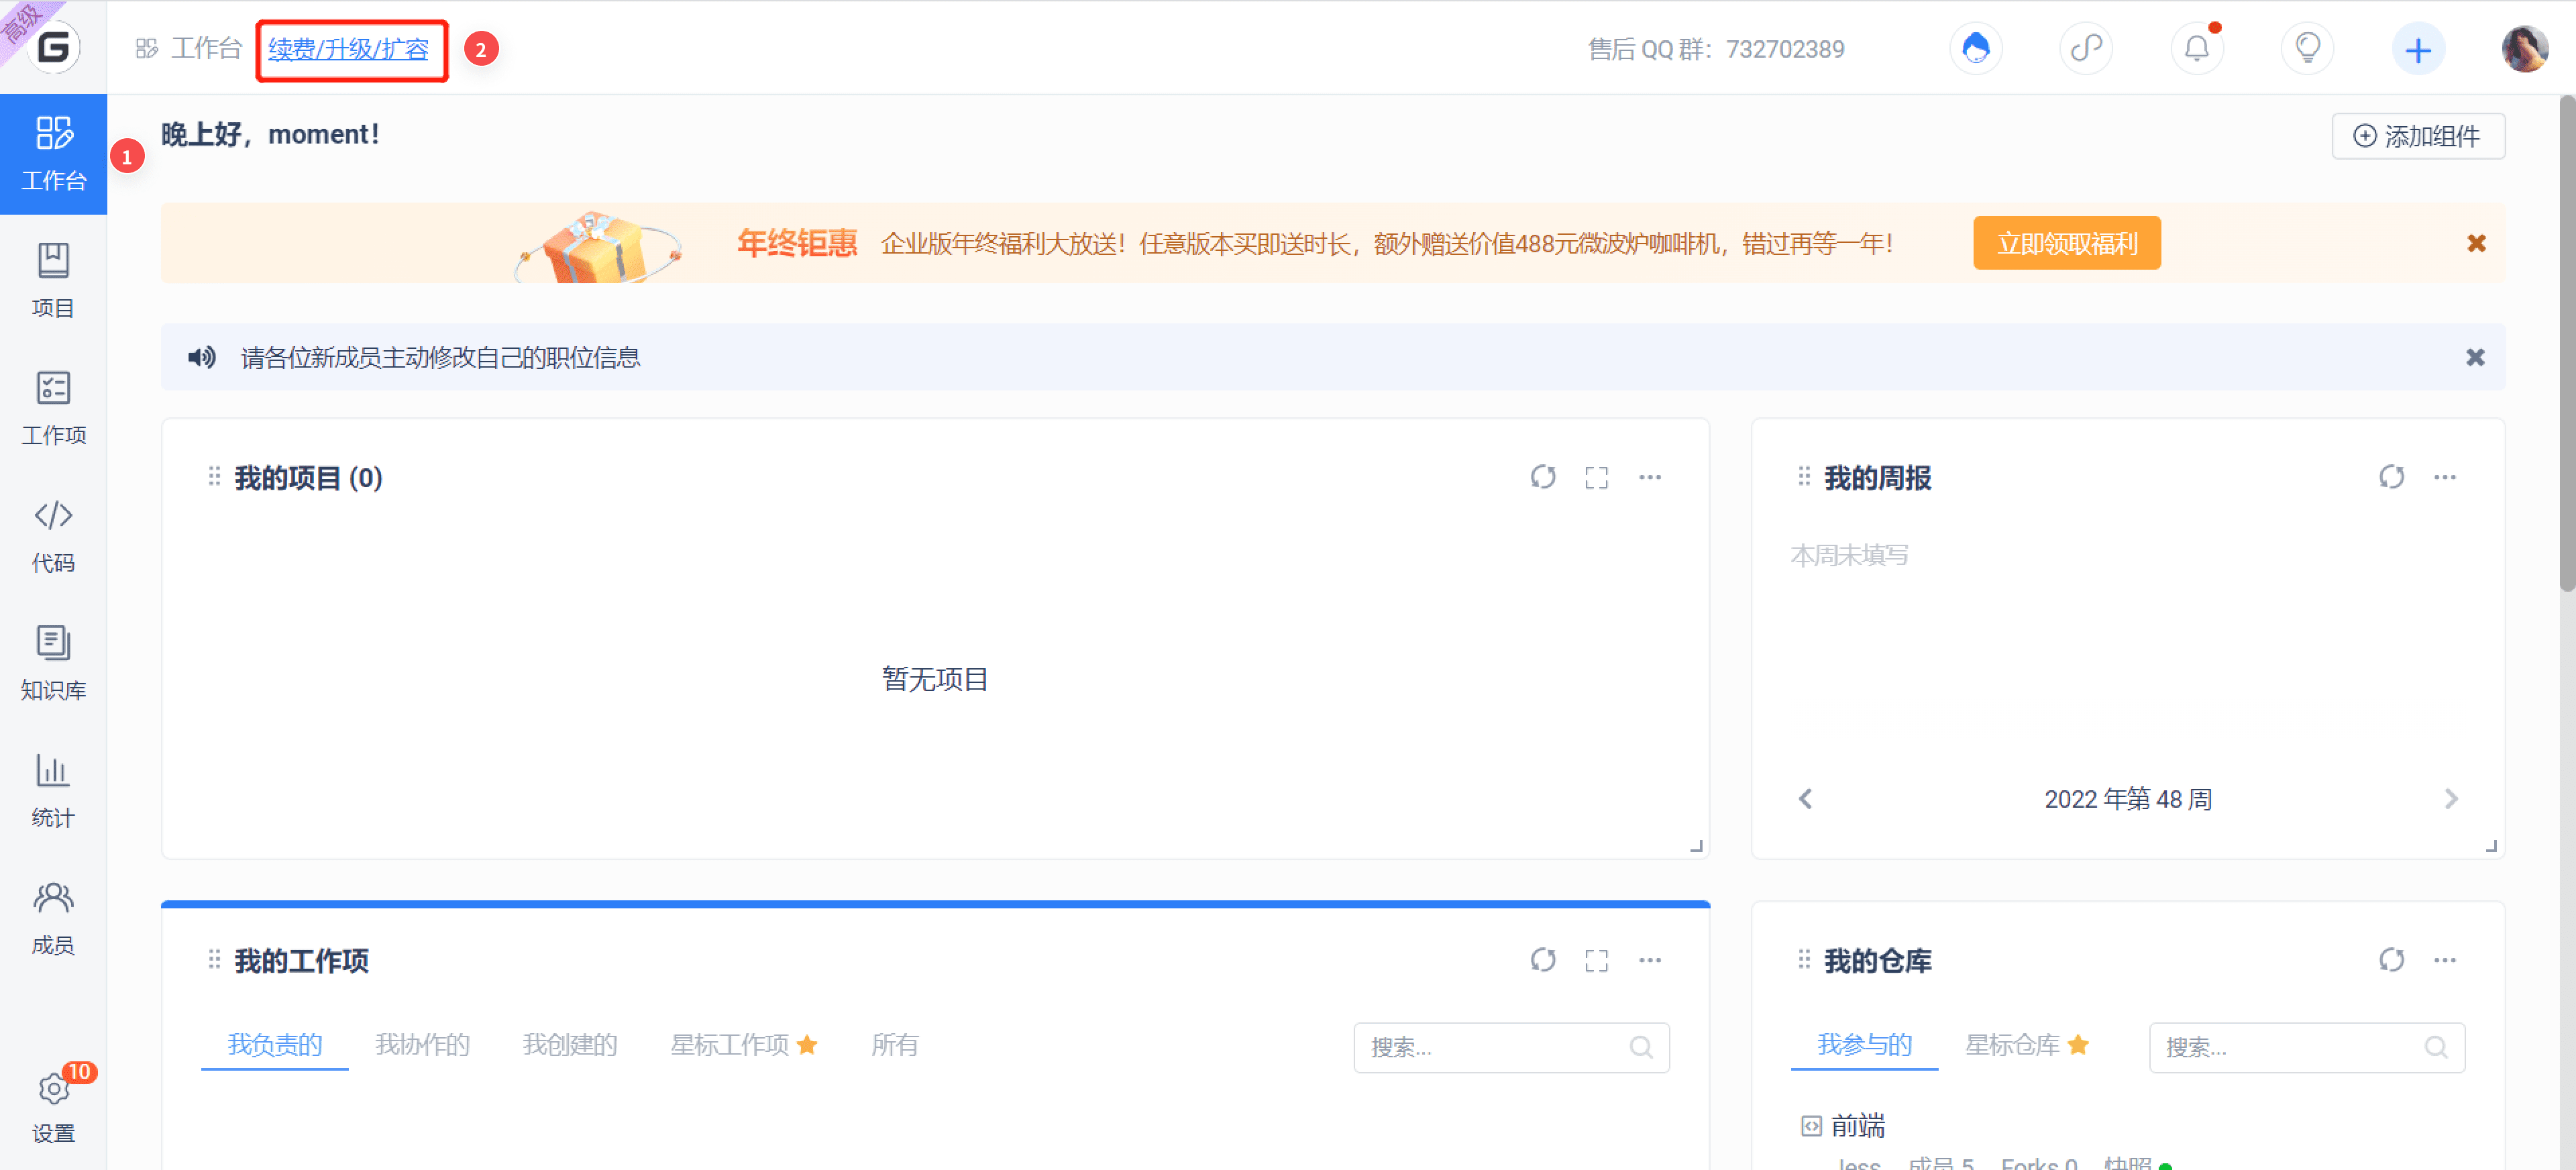 高级
G
工作台 续费/升级/扩容 2
售后 QQ 群：732702389
工作台
1
项目
工作项
代码
知识库
统计
成员
10
设置
晚上好，moment！
添加组件
年终钜惠 企业版年终福利大放送！任意版本买即送时长，额外赠送价值488元微波炉咖啡机，错过再等一年！ 立即领取福利
请各位新成员主动修改自己的职位信息
我的项目 (0)
暂无项目
我的周报
本周未填写
2022 年第 48 周
我的工作项
我负责的 我协作的 我创建的 星标工作项 所有 搜索...
我的仓库
我参与的 星标仓库 搜索...
前端
Jess 成员 5 Forks 0 快照